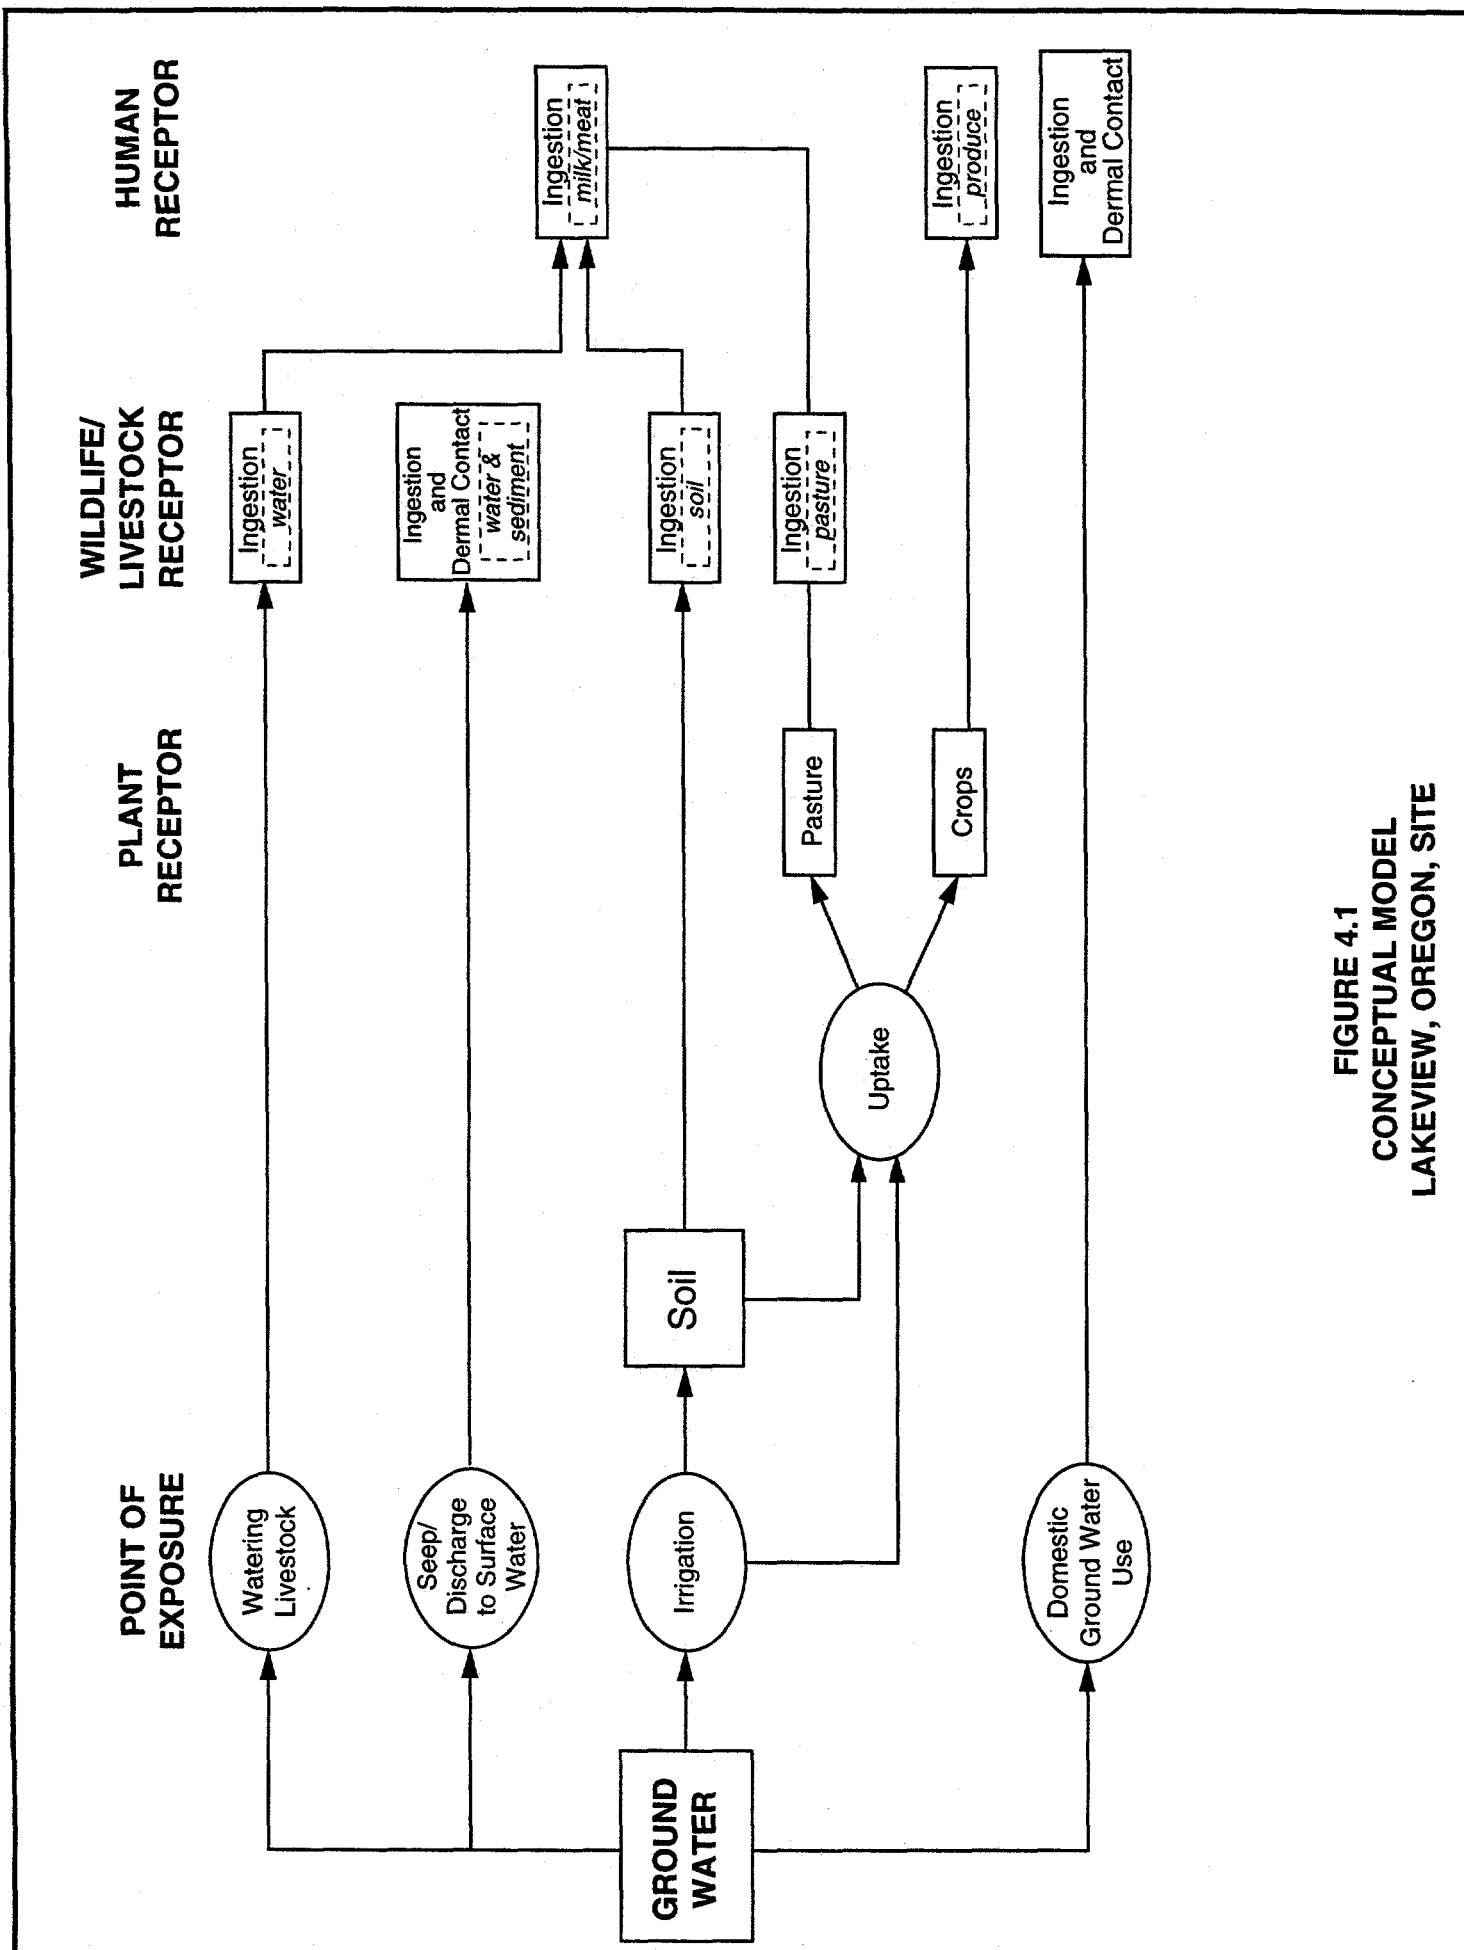 POINT OF
EXPOSURE
PLANT
RECEPTOR
WILDLIFE/
LIVESTOCK
RECEPTOR
HUMAN
RECEPTOR
Watering
Livestock
Ingestion
water
Seep/
Discharge
to Surface
Water
Ingestion
and
Dermal Contact
water &
sediment
Ingestion
milk/meat
GROUND
WATER
Irrigation
Soil
Ingestion
soil
Uptake
Pasture
Ingestion
pasture
Crops
Ingestion
produce
Domestic
Ground Water
Use
Ingestion
and
Dermal Contact
FIGURE 4.1
CONCEPTUAL MODEL
LAKEVIEW, OREGON, SITE